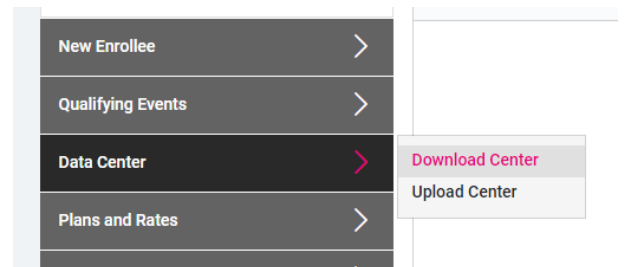 New Enrollee
Qualifying Events
Data Center
Download Center
Upload Center
Plans and Rates